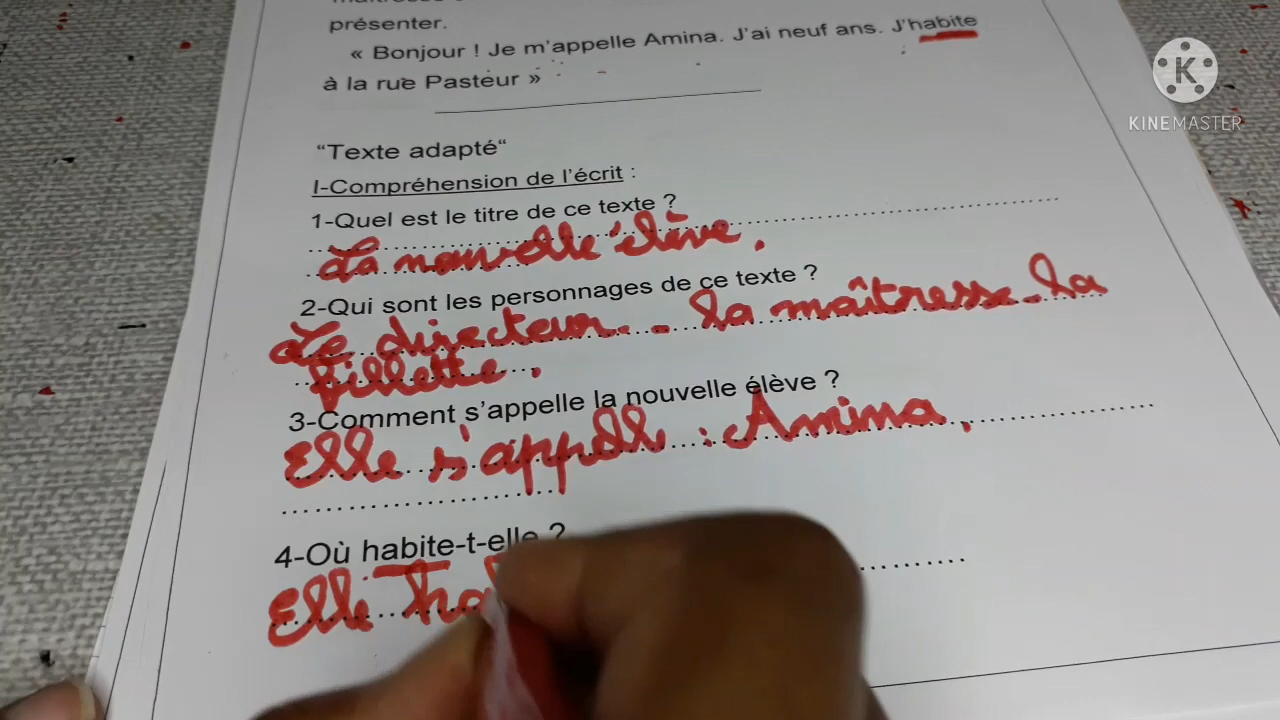 présenter.
« Bonjour ! Je m'appelle Amina. J'ai neuf ans. J'habite
à la rue Pasteur »
KINEMASTER
"Texte adapté"
I-Compréhension de l'écrit :
1-Quel est le titre de ce texte ?
La nouvelle élève.
2-Qui sont les personnages de ce texte ?
Le directeur - la maîtresse - la
fillette.
3-Comment s'appelle la nouvelle élève ?
Elle s'appelle : Amina.
4-Où habite-t-elle ?
Elle